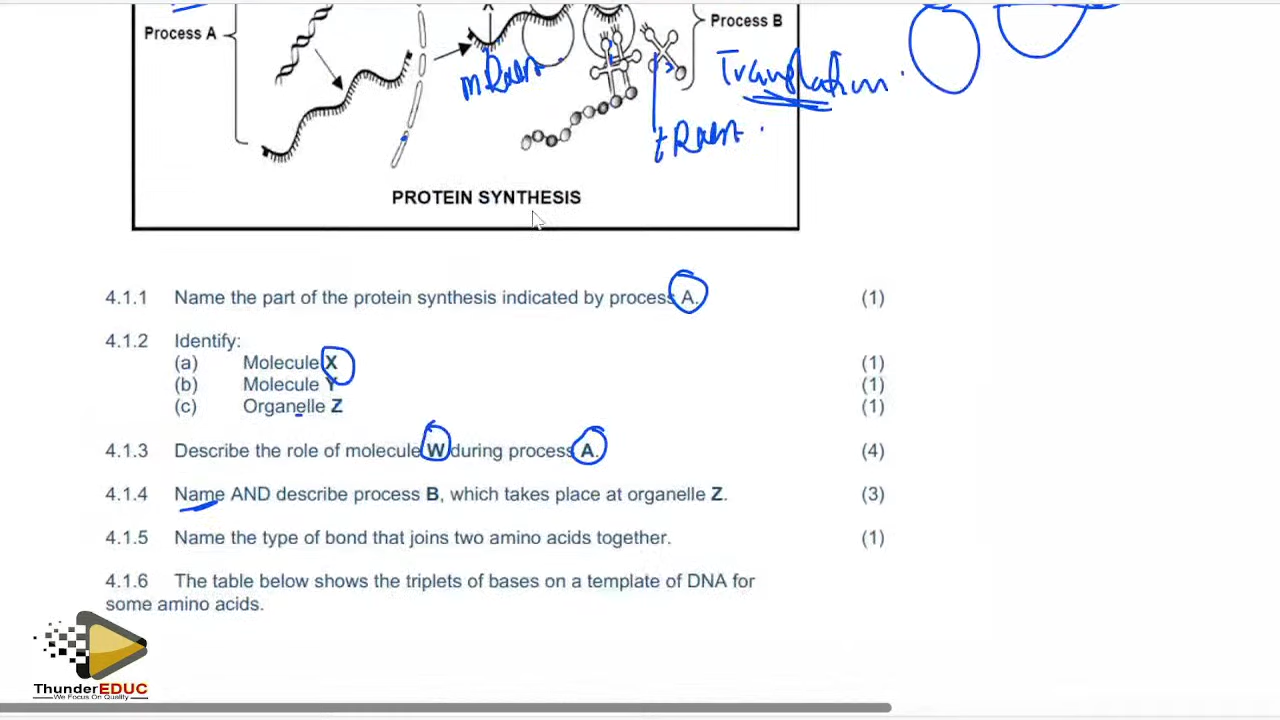 X
Process A
Process B
mRNA
Translation.
tRNA.
PROTEIN SYNTHESIS
4.1.1 Name the part of the protein synthesis indicated by process A. (1)
4.1.2 Identify:
(a) Molecule X (1)
(b) Molecule Y (1)
(c) Organelle Z (1)
4.1.3 Describe the role of molecule W during process A. (4)
4.1.4 Name AND describe process B, which takes place at organelle Z. (3)
4.1.5 Name the type of bond that joins two amino acids together. (1)
4.1.6 The table below shows the triplets of bases on a template of DNA for
some amino acids.
ThunderEDUC
We Focus On Quality